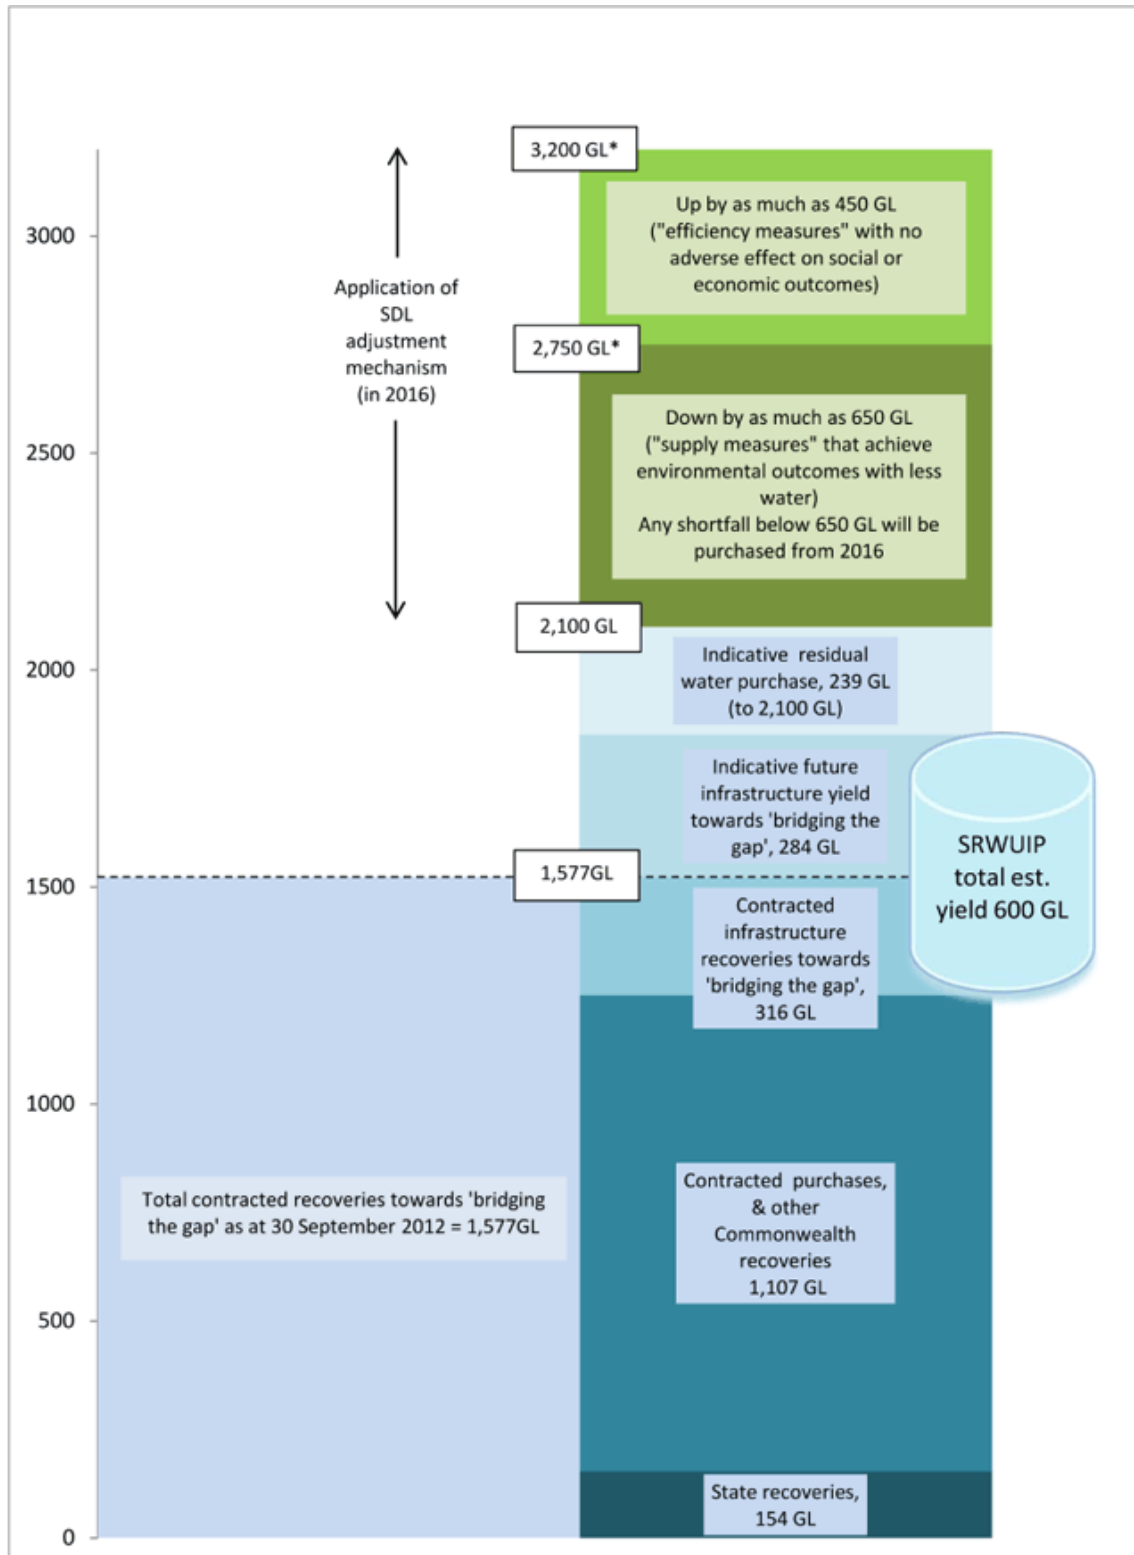 3,200 GL*
Up by as much as 450 GL
("efficiency measures" with no
adverse effect on social or
economic outcomes)
3000
Application of
SDL
adjustment
mechanism
(in 2016)
2,750 GL*
Down by as much as 650 GL
("supply measures" that achieve
environmental outcomes with less
water)
Any shortfall below 650 GL will be
purchased from 2016
2500
2,100 GL
Indicative residual
water purchase, 239 GL
(to 2,100 GL)
2000
Indicative future
infrastructure yield
towards 'bridging the
gap', 284 GL
SRWUIP
total est.
yield 600 GL
1,577GL
1500
Contracted
infrastructure
recoveries towards
'bridging the gap',
316 GL
1000
Total contracted recoveries towards 'bridging
the gap' as at 30 September 2012 = 1,577GL
Contracted purchases,
& other
Commonwealth
recoveries
1,107 GL
500
State recoveries,
154 GL
0